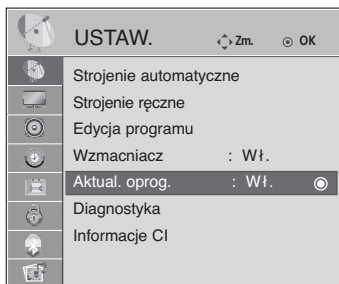 USTAW. Zm. OK
Strojenie automatyczne
Strojenie ręczne
Edycja programu
Wzmacniacz : Wł.
Aktual. oprog. : Wł.
Diagnostyka
Informacje CI